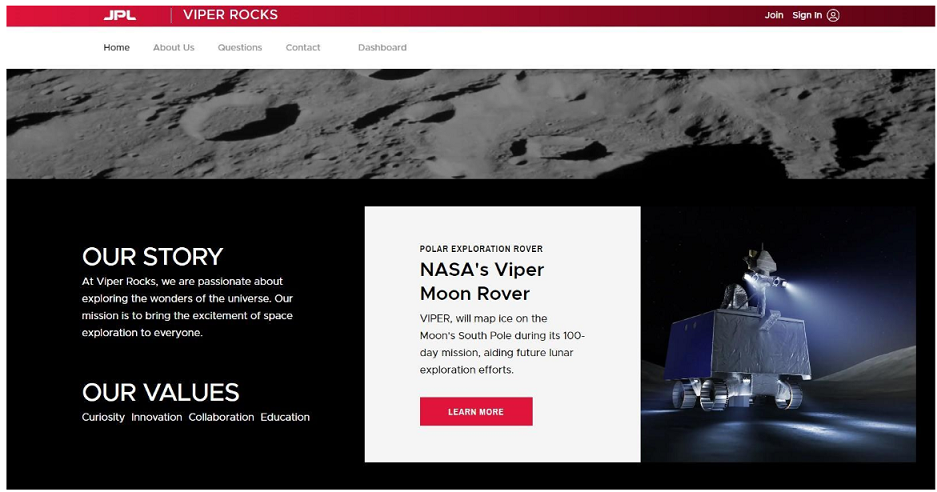 JPL VIPER ROCKS Join Sign In
Home About Us Questions Contact Dashboard
OUR STORY
At Viper Rocks, we are passionate about
exploring the wonders of the universe. Our
mission is to bring the excitement of space
exploration to everyone.
OUR VALUES
Curiosity Innovation Collaboration Education
POLAR EXPLORATION ROVER
NASA's Viper
Moon Rover
VIPER, will map ice on the
Moon's South Pole during its 100-
day mission, aiding future lunar
exploration efforts.
LEARN MORE